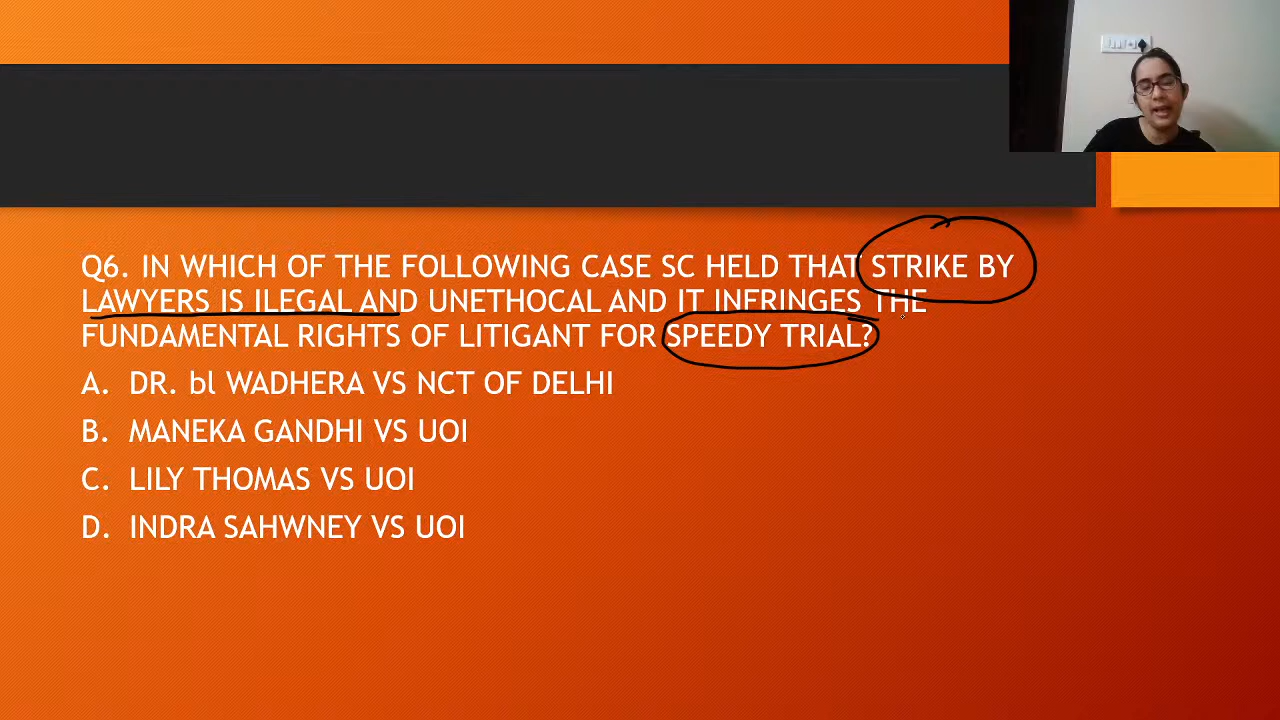 Q6. IN WHICH OF THE FOLLOWING CASE SC HELD THAT STRIKE BY
LAWYERS IS ILEGAL AND UNETHOCAL AND IT INFRINGES THE
FUNDAMENTAL RIGHTS OF LITIGANT FOR SPEEDY TRIAL?
A. DR. bl WADHERA VS NCT OF DELHI
B. MANEKA GANDHI VS UOI
C. LILY THOMAS VS UOI
D. INDRA SAHWNEY VS UOI